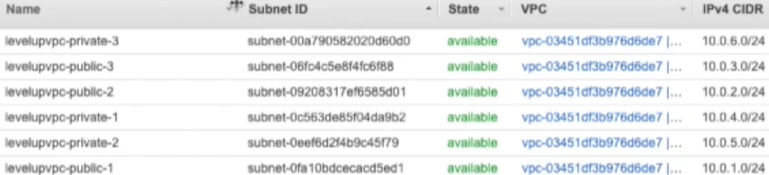 Name Subnet ID State VPC IPv4 CIDR
levelupvpc-private-3 subnet-00a790582020d60d0 available vpc-03451df3b976d6de7 |... 10.0.6.0/24
levelupvpc-public-3 subnet-06fc4c5e8f4fc6f88 available vpc-03451df3b976d6de7 |... 10.0.3.0/24
levelupvpc-public-2 subnet-09208317ef6585d01 available vpc-03451df3b976d6de7 |... 10.0.2.0/24
levelupvpc-private-1 subnet-0c563de85f04da9b2 available vpc-03451df3b976d6de7 |... 10.0.4.0/24
levelupvpc-private-2 subnet-0eef6d2f4b9c45f79 available vpc-03451df3b976d6de7 |... 10.0.5.0/24
levelupvpc-public-1 subnet-0fa10bdcecacd5ed1 available vpc-03451df3b976d6de7 |... 10.0.1.0/24